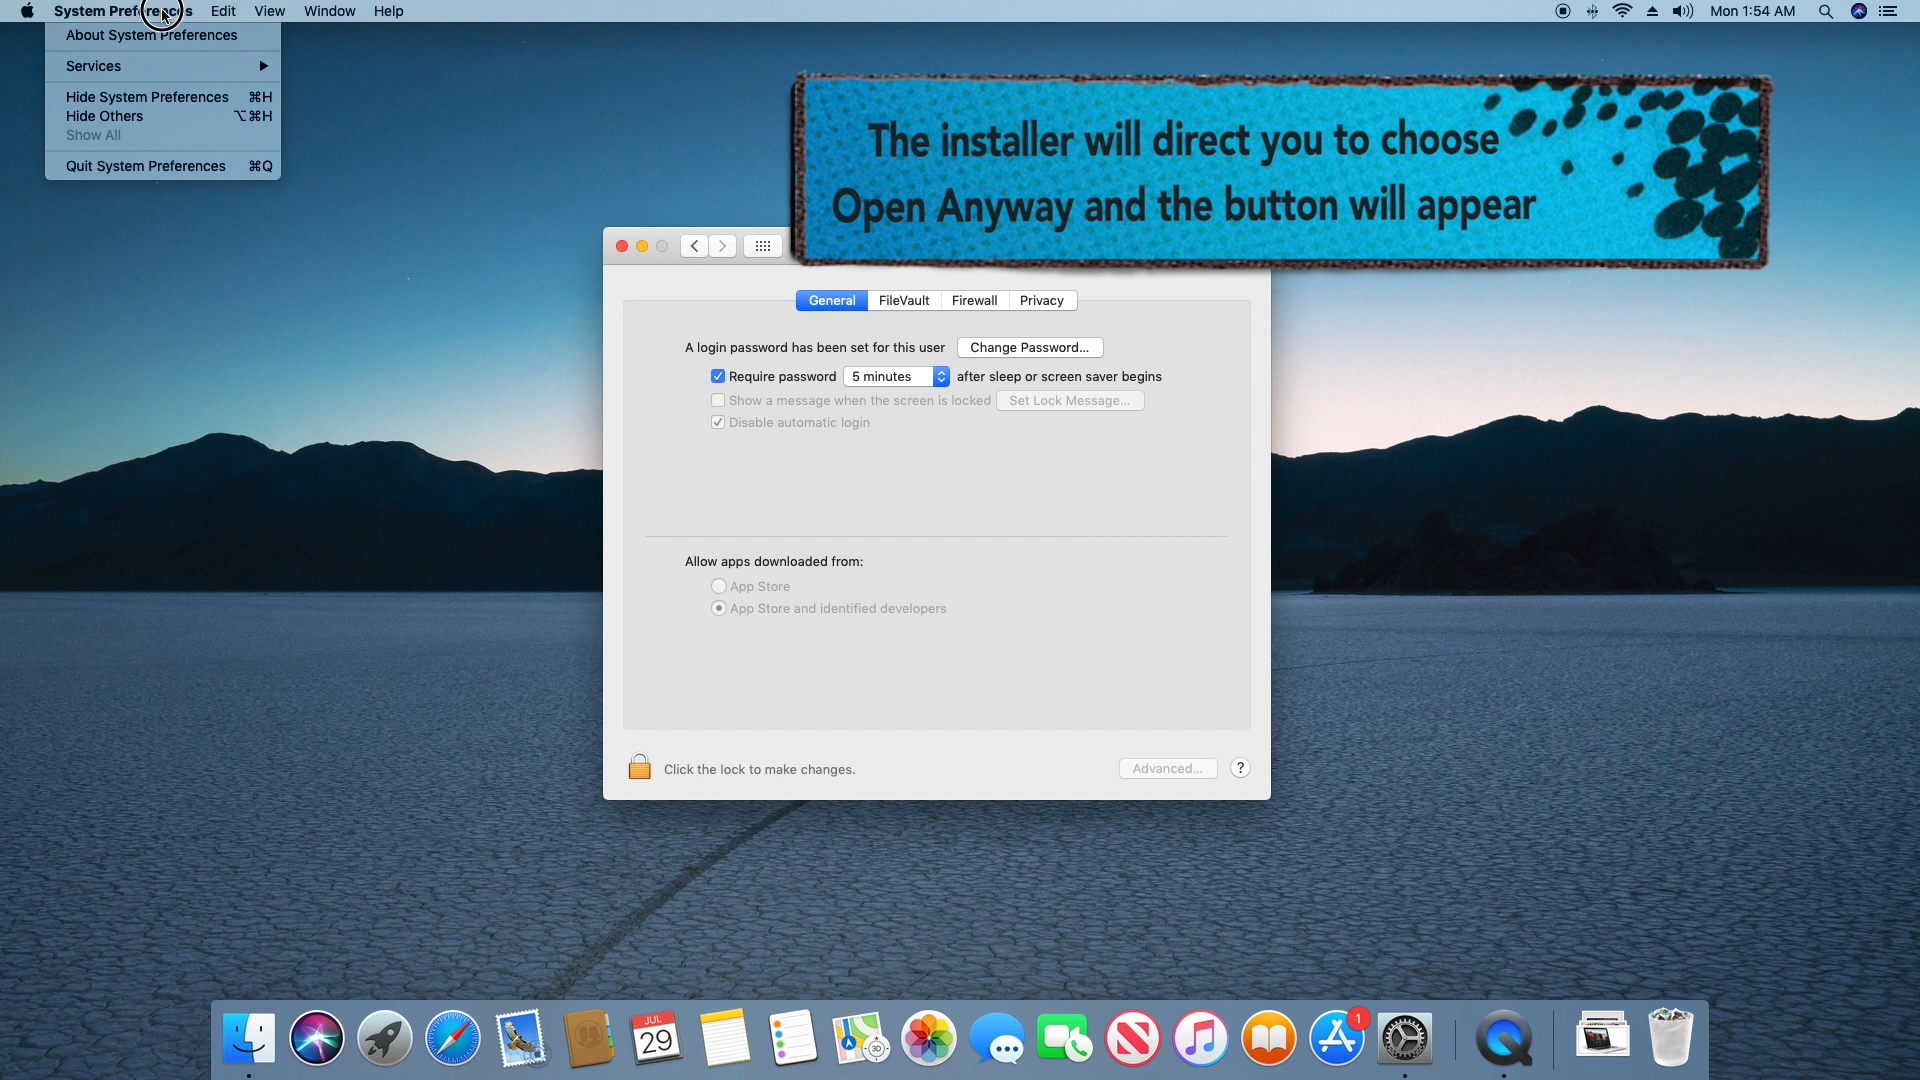 System Preferences Edit View Window Help
Mon 1:54 AM
About System Preferences
Services
Hide System Preferences ⌘H
Hide Others ⌥⌘H
Show All
Quit System Preferences ⌘Q
The installer will direct you to choose
Open Anyway and the button will appear
General FileVault Firewall Privacy
A login password has been set for this user Change Password...
Require password 5 minutes after sleep or screen saver begins
Show a message when the screen is locked Set Lock Message...
Disable automatic login
Allow apps downloaded from:
App Store
App Store and identified developers
Click the lock to make changes.
Advanced... ?
JUL
29
3D
1